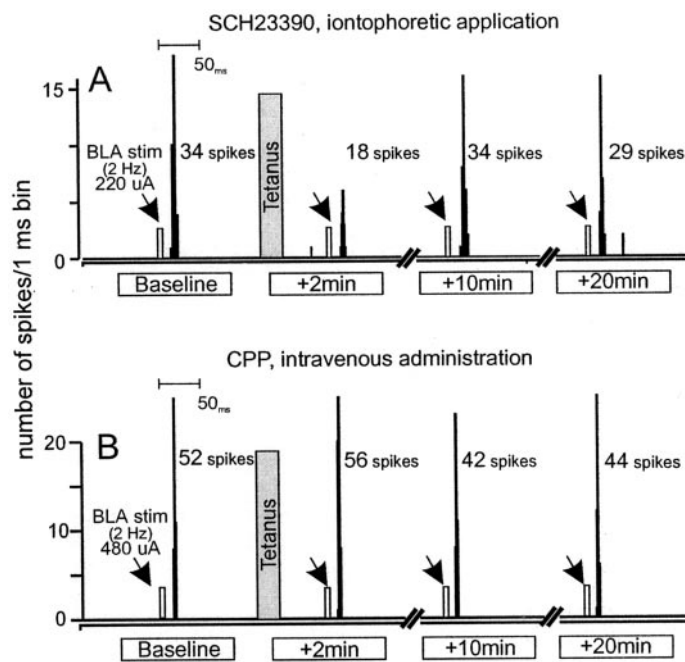 SCH23390, iontophoretic application
A
50ms
15
BLA stim
(2 Hz)
220 uA
34 spikes
Tetanus
18 spikes
34 spikes
29 spikes
0
Baseline
+2min
+10min
+20min
number of spikes/1 ms bin
CPP, intravenous administration
B
50ms
20
52 spikes
Tetanus
56 spikes
42 spikes
44 spikes
10
BLA stim
(2 Hz)
480 uA
0
Baseline
+2min
+10min
+20min